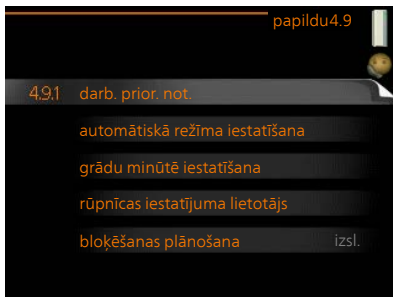 papildu4.9
4.9.1 darb. prior. not.
automātiskā režīma iestatīšana
grādu minūtē iestatīšana
rūpnīcas iestatījuma lietotājs
bloķēšanas plānošana izsl.